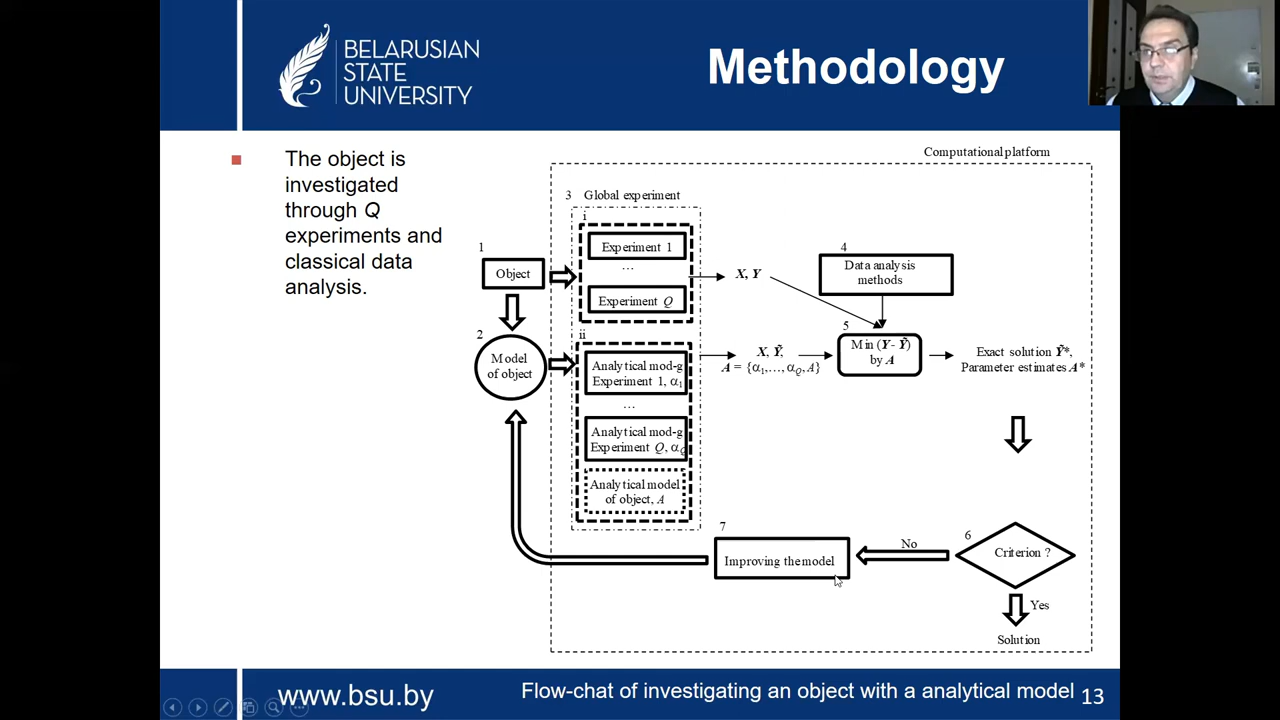 BELARUSIAN
STATE
UNIVERSITY
Methodology
The object is
investigated
through Q
experiments and
classical data
analysis.
Computational platform
3 Global experiment
i
Experiment 1
...
Experiment Q
1
Object
X, Y
4
Data analysis
methods
2
Model
of object
ii
Analytical mod-g
Experiment 1, α1
...
Analytical mod-g
Experiment Q, αQ
Analytical model
of object, A
X, Ỹ,
A = {α1,..., αQ, A}
5
Min (Y - Ỹ)
by A
Exact solution Ỹ*,
Parameter estimates A*
6
Criterion ?
No
7
Improving the model
Yes
Solution
www.bsu.by
Flow-chat of investigating an object with a analytical model
13